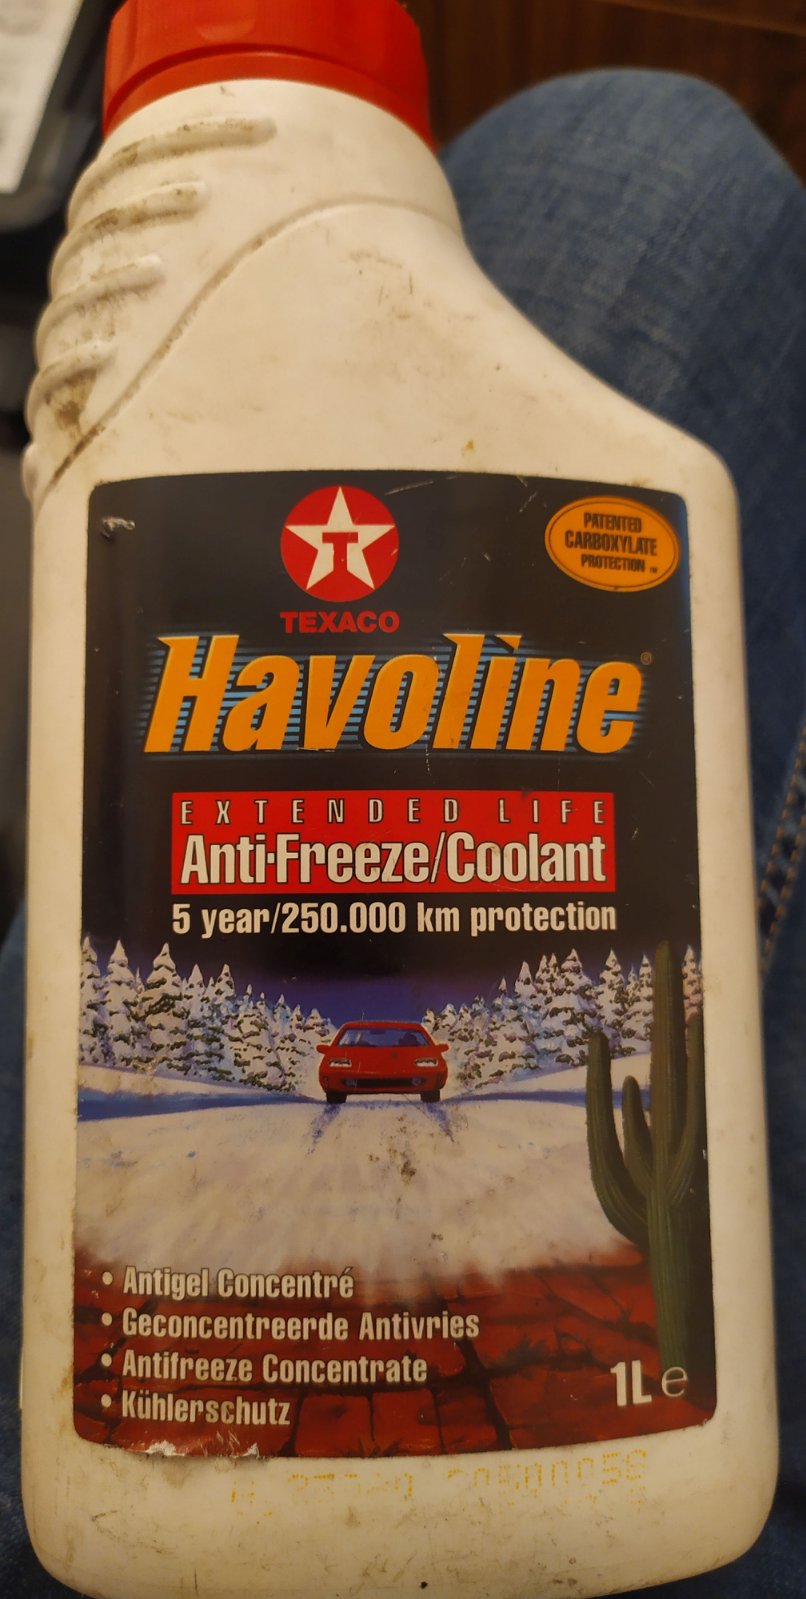 PATENTED
CARBOXYLATE
PROTECTION™
T
TEXACO
Havoline®
EXTENDED LIFE
Anti-Freeze/Coolant
5 year/250.000 km protection
• Antigel Concentré
• Geconcentreerde Antivries
• Antifreeze Concentrate
• Kühlerschutz
1L ℮